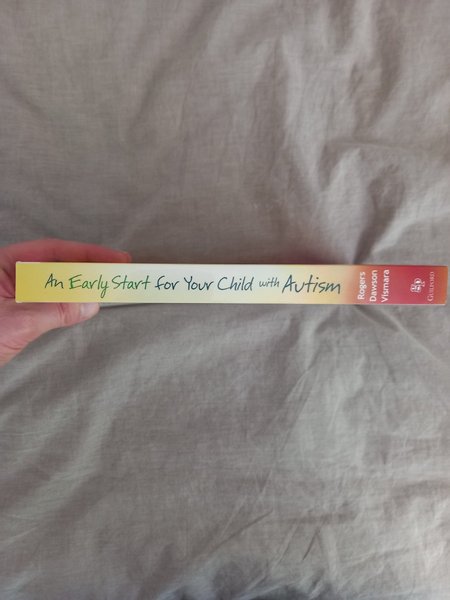 An Early Start for Your Child with Autism
Rogers
Dawson
Vismara
GUILFORD